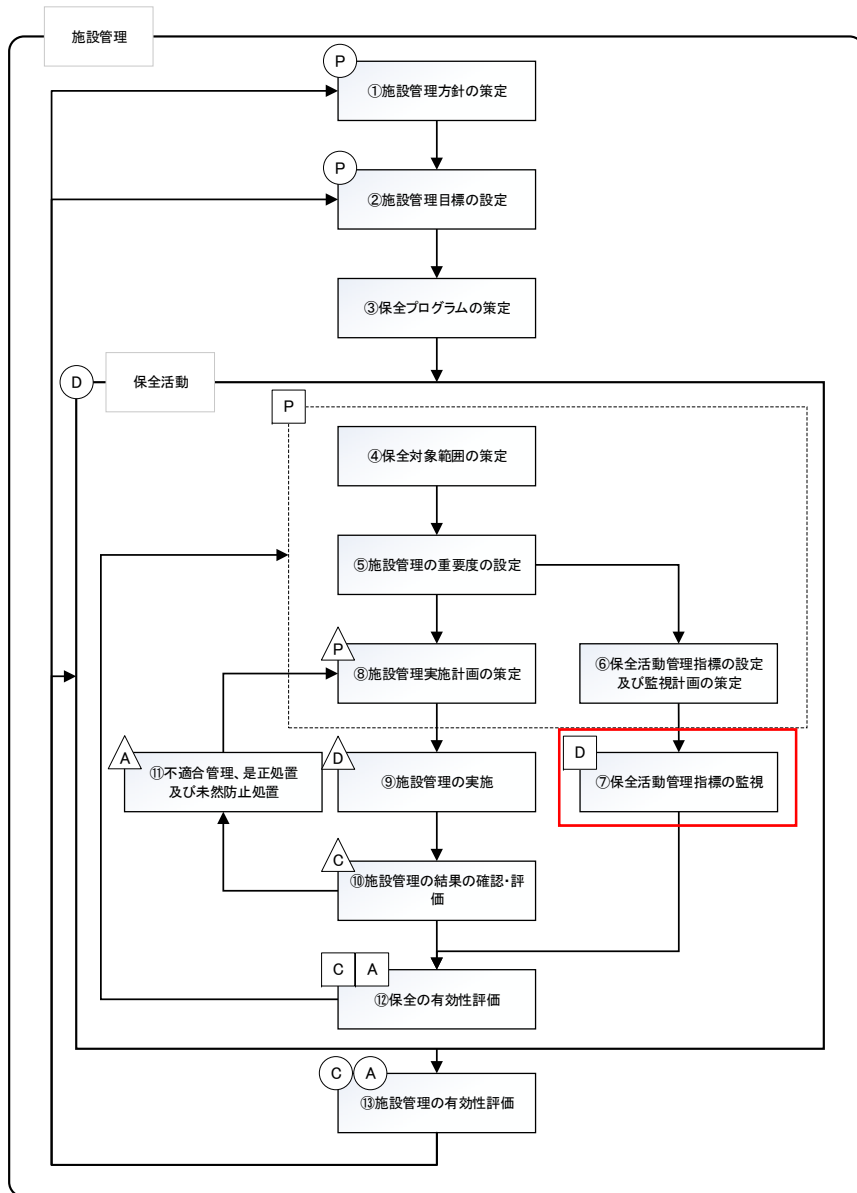 施設管理
P
①施設管理方針の策定
P
②施設管理目標の設定
③保全プログラムの策定
D
保全活動
P
④保全対象範囲の策定
⑤施設管理の重要度の設定
P
⑧施設管理実施計画の策定
⑥保全活動管理指標の設定
及び監視計画の策定
A
⑪不適合管理、是正処置
及び未然防止処置
D
⑨施設管理の実施
D
⑦保全活動管理指標の監視
C
⑩施設管理の結果の確認・評
価
C A
⑫保全の有効性評価
C A
⑬施設管理の有効性評価